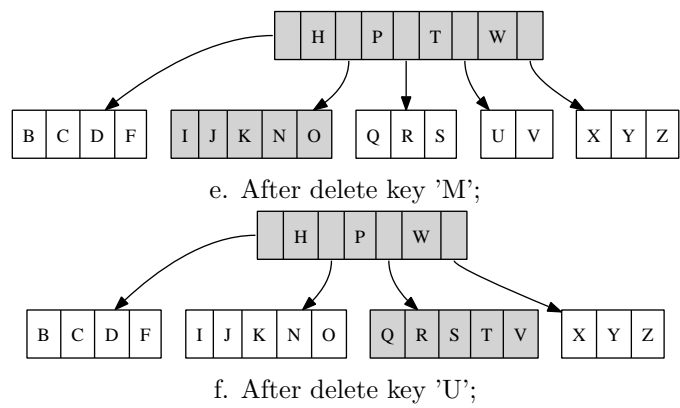 H P T W
B C D F I J K N O Q R S U V X Y Z
e. After delete key 'M';
H P W
B C D F I J K N O Q R S T V X Y Z
f. After delete key 'U';